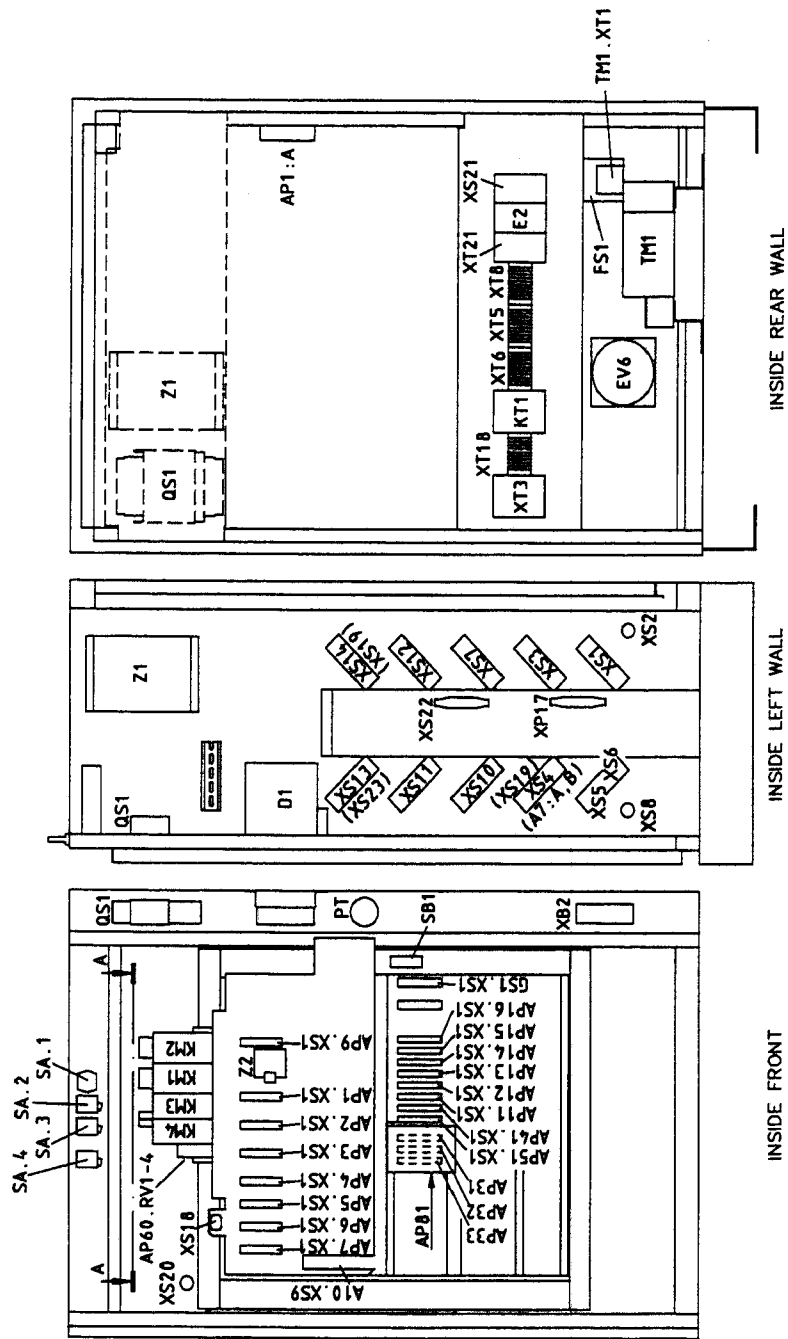 SA.4
SA.3
SA.2
SA.1
A
A
QS1
AP60.RV1-4
KM4
KM3
KM1
KM2
XS20
XS18
PT
AP7.XS1
AP6.XS1
AP5.XS1
AP4.XS1
AP3.XS1
AP2.XS1
AP1.XS1
Z2
AP9.XS1
A10.XS9
SB1
AP81
AP33
AP32
AP31
AP51.XS1
AP41.XS1
AP11.XS1
AP12.XS1
AP13.XS1
AP14.XS1
AP15.XS1
AP16.XS1
GS1.XS1
XB2
INSIDE FRONT
QS1
Z1
D1
XS13
(XS23)
XS14
(XS19)
XS11
XS12
XS22
XS10
XS7
(XS19)
XS4
(A7:A,B)
XP17
XS3
XS5
XS6
XS1
XS8
XS2
INSIDE LEFT WALL
QS1
Z1
AP1:A
XT3
XT18
KT1
XT6
XT5
XT8
XT21
E2
XS21
EV6
FS1
TM1
TM1.XT1
INSIDE REAR WALL